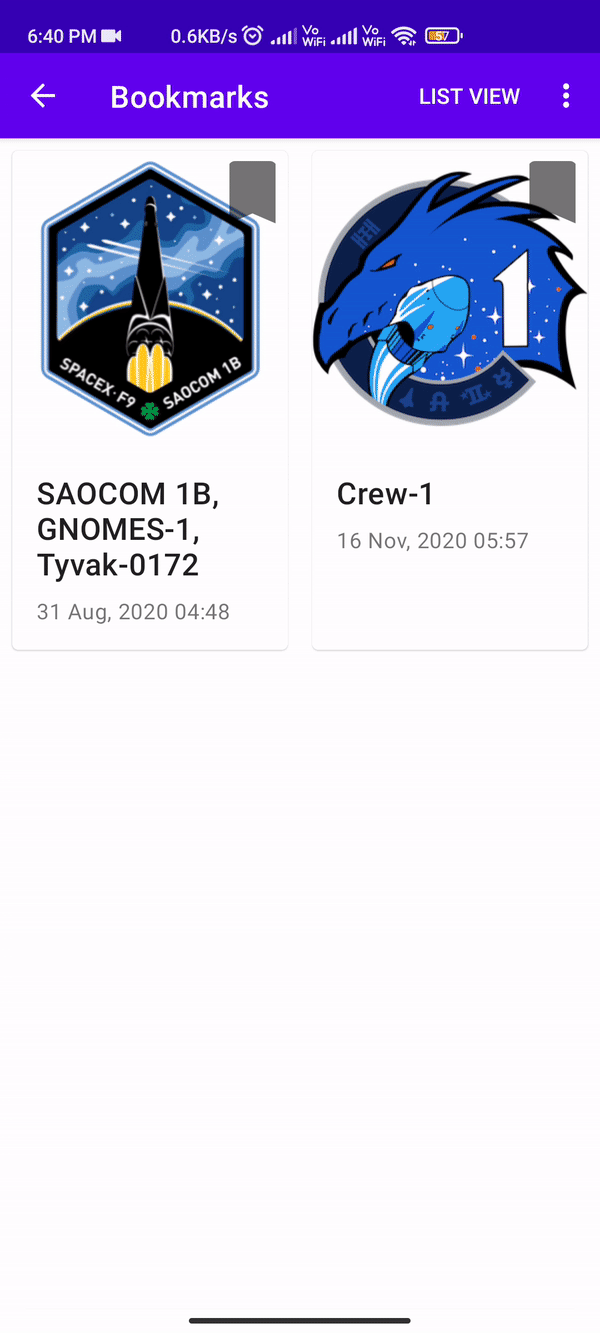 6:40 PM 0.6KB/s Vo WiFi Vo WiFi 57
Bookmarks LIST VIEW
SPACEX·F9 SAOCOM 1B
1
SAOCOM 1B,
GNOMES-1,
Tyvak-0172
31 Aug, 2020 04:48
Crew-1
16 Nov, 2020 05:57